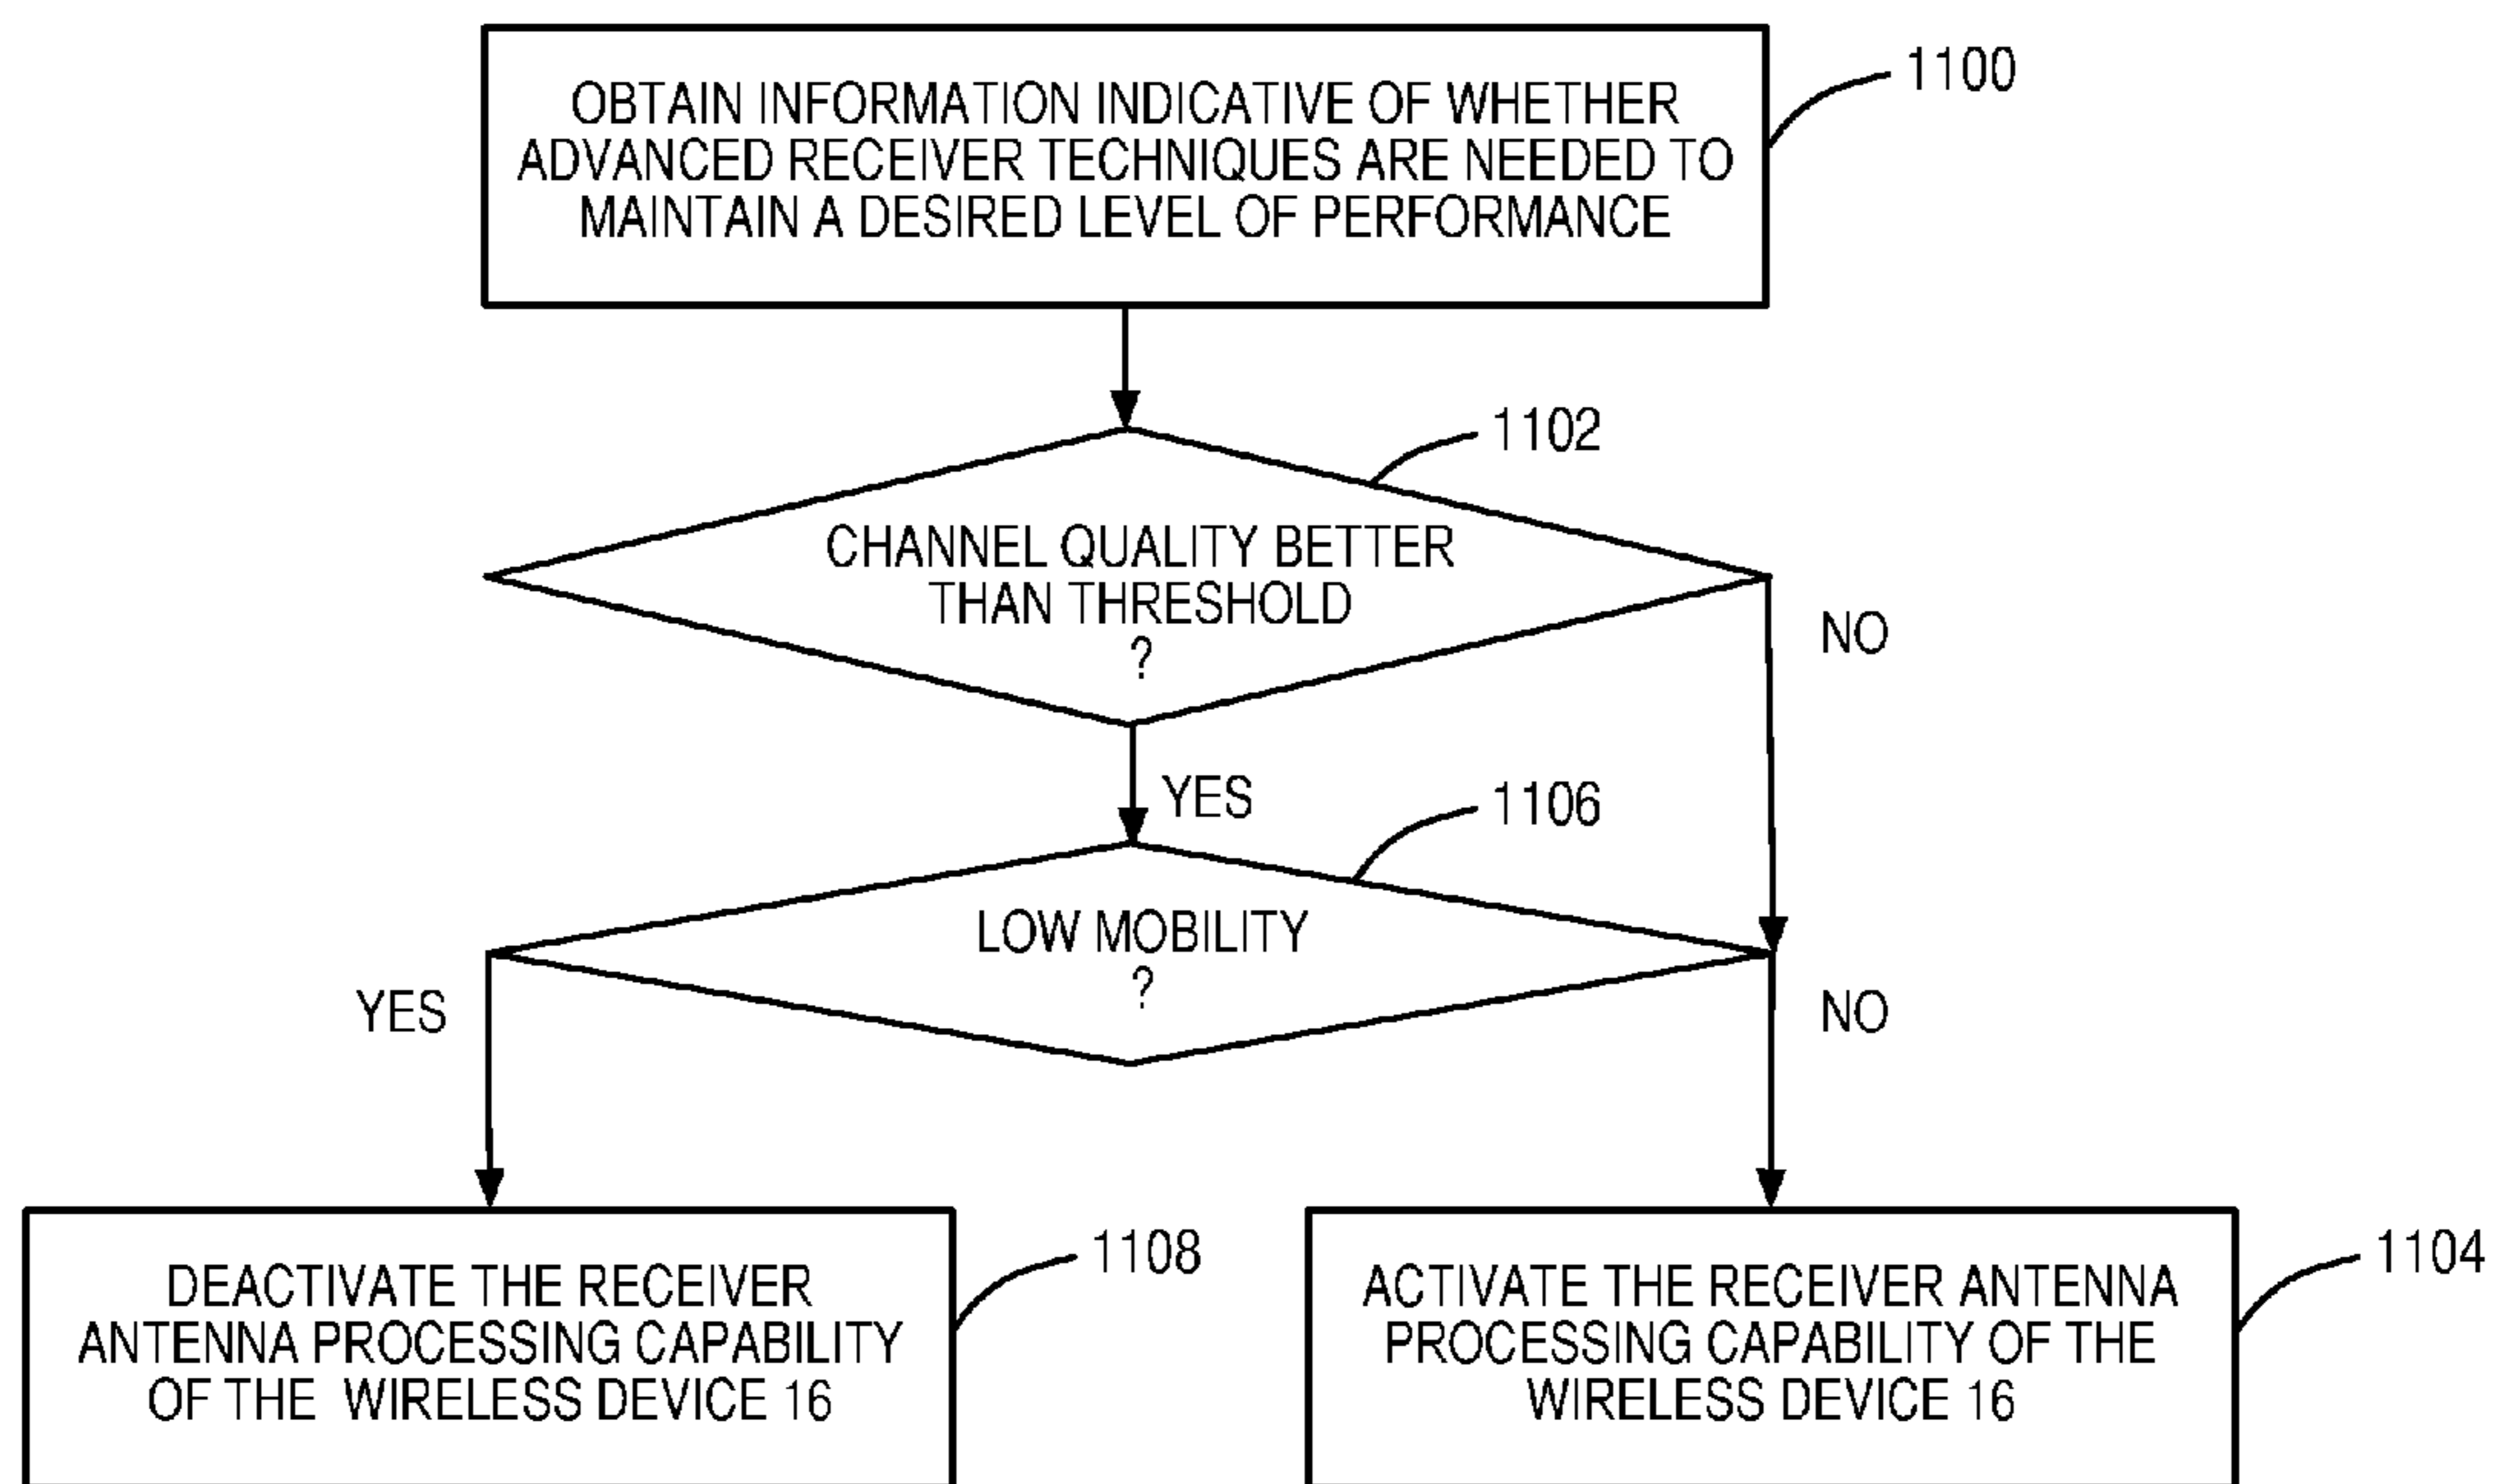 OBTAIN INFORMATION INDICATIVE OF WHETHER
ADVANCED RECEIVER TECHNIQUES ARE NEEDED TO
MAINTAIN A DESIRED LEVEL OF PERFORMANCE
1100
1102
CHANNEL QUALITY BETTER
THAN THRESHOLD
?
NO
YES
1106
LOW MOBILITY
?
YES
NO
DEACTIVATE THE RECEIVER
ANTENNA PROCESSING CAPABILITY
OF THE WIRELESS DEVICE 16
1108
ACTIVATE THE RECEIVER ANTENNA
PROCESSING CAPABILITY OF THE
WIRELESS DEVICE 16
1104